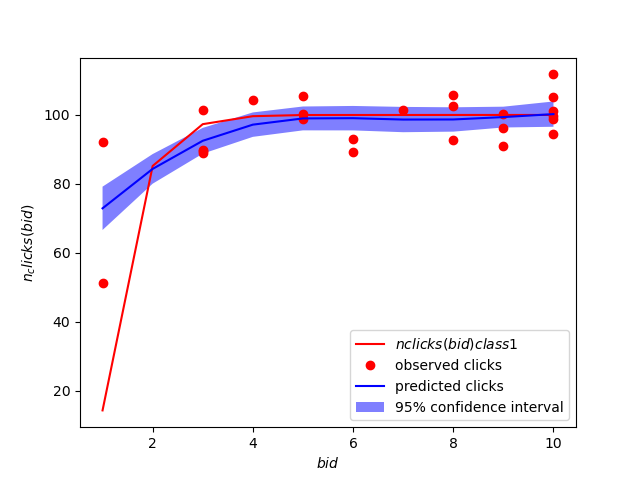 100
80
60
40
20
n_clicks(bid)
nclicks(bid)class1
observed clicks
predicted clicks
95% confidence interval
2 4 6 8 10
bid